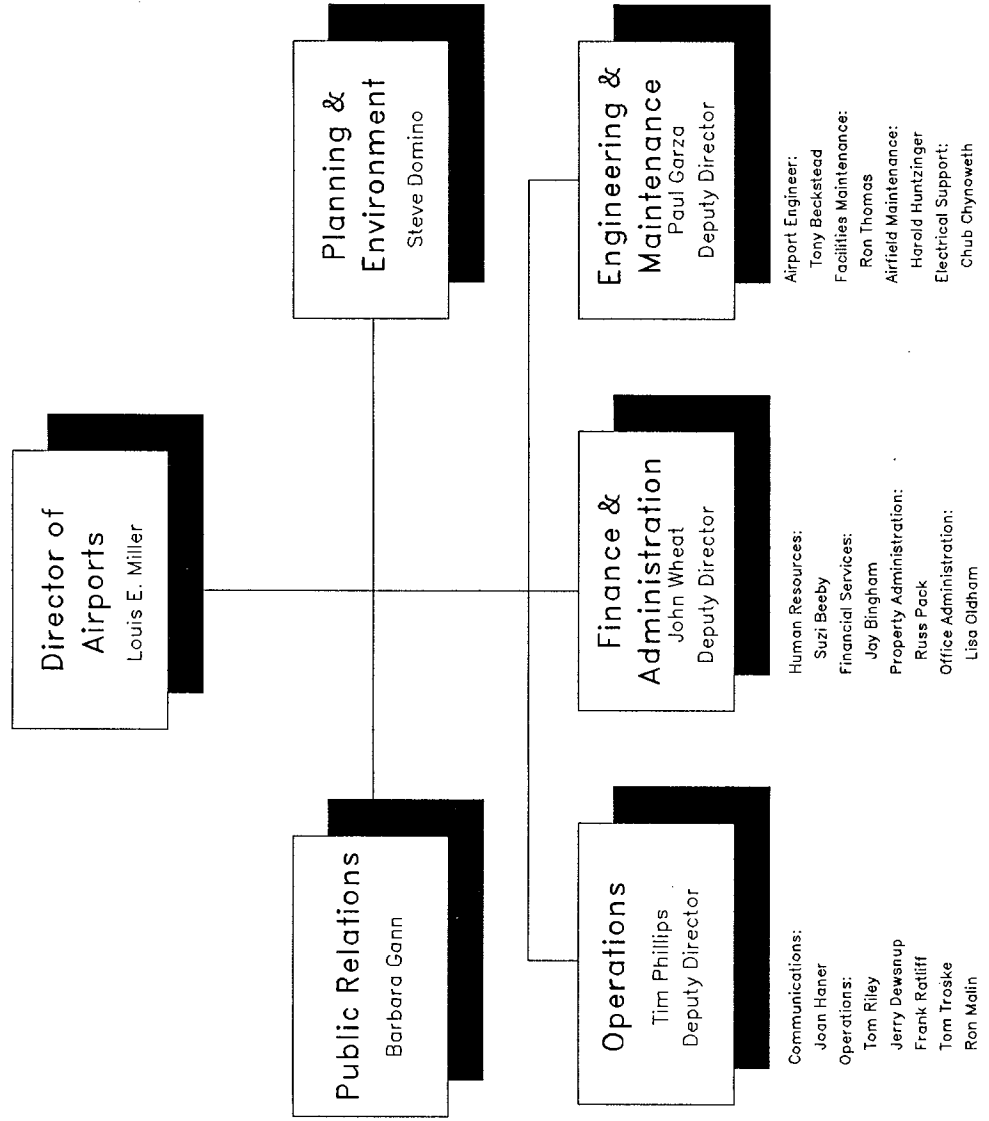 Director of
Airports
Louis E. Miller
Public Relations
Barbara Gann
Planning &
Environment
Steve Domino
Operations
Tim Phillips
Deputy Director
Communications:
Joan Haner
Operations:
Tom Riley
Jerry Dewsnup
Frank Ratliff
Tom Troske
Ron Malin
Finance &
Administration
John Wheat
Deputy Director
Human Resources:
Suzi Beeby
Financial Services:
Jay Bingham
Property Administration:
Russ Pack
Office Administration:
Lisa Oldham
Engineering &
Maintenance
Paul Garza
Deputy Director
Airport Engineer:
Tony Beckstead
Facilities Maintenance:
Ron Thomas
Airfield Maintenance:
Harold Huntzinger
Electrical Support:
Chub Chynoweth